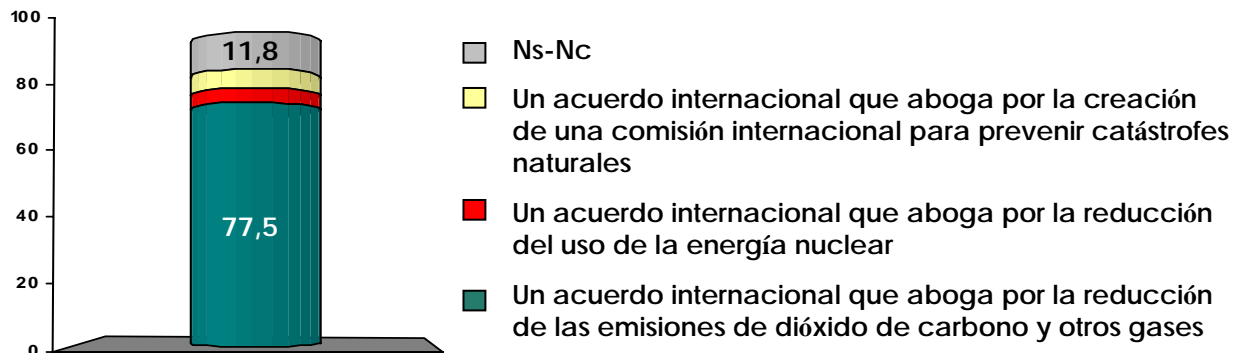 100
80
60
40
20
0
11,8
77,5
Ns-Nc
Un acuerdo internacional que aboga por la creación
de una comisión internacional para prevenir catástrofes
naturales
Un acuerdo internacional que aboga por la reducción
del uso de la energía nuclear
Un acuerdo internacional que aboga por la reducción
de las emisiones de dióxido de carbono y otros gases